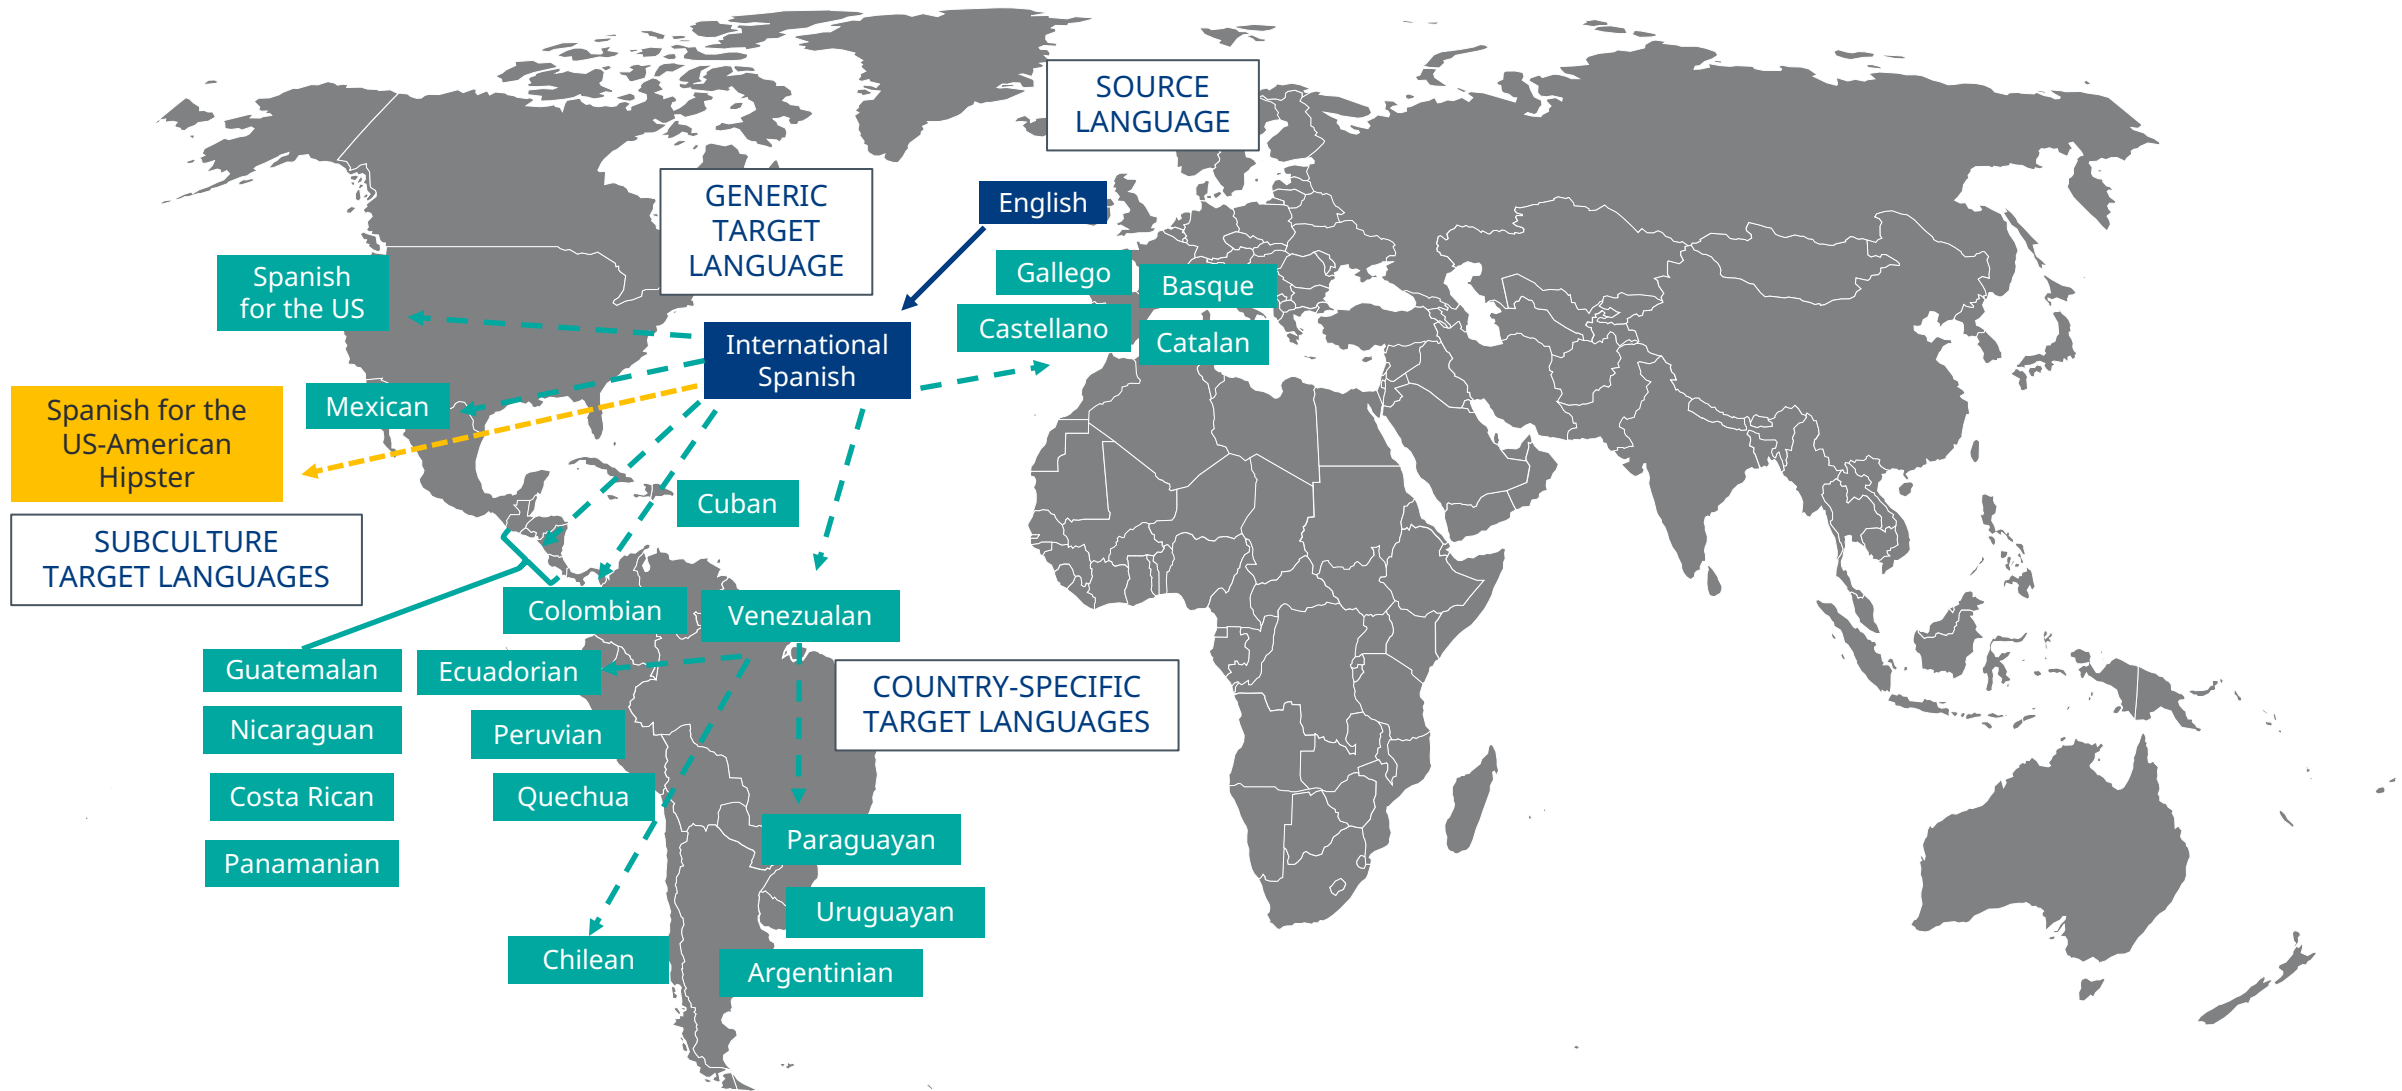 SOURCE
LANGUAGE
GENERIC
TARGET
LANGUAGE
English
Gallego
Basque
Spanish
for the US
Castellano
Catalan
International
Spanish
Mexican
Spanish for the
US-American
Hipster
Cuban
SUBCULTURE
TARGET LANGUAGES
Colombian
Venezualan
Guatemalan
Ecuadorian
COUNTRY-SPECIFIC
TARGET LANGUAGES
Nicaraguan
Peruvian
Costa Rican
Quechua
Paraguayan
Panamanian
Uruguayan
Chilean
Argentinian